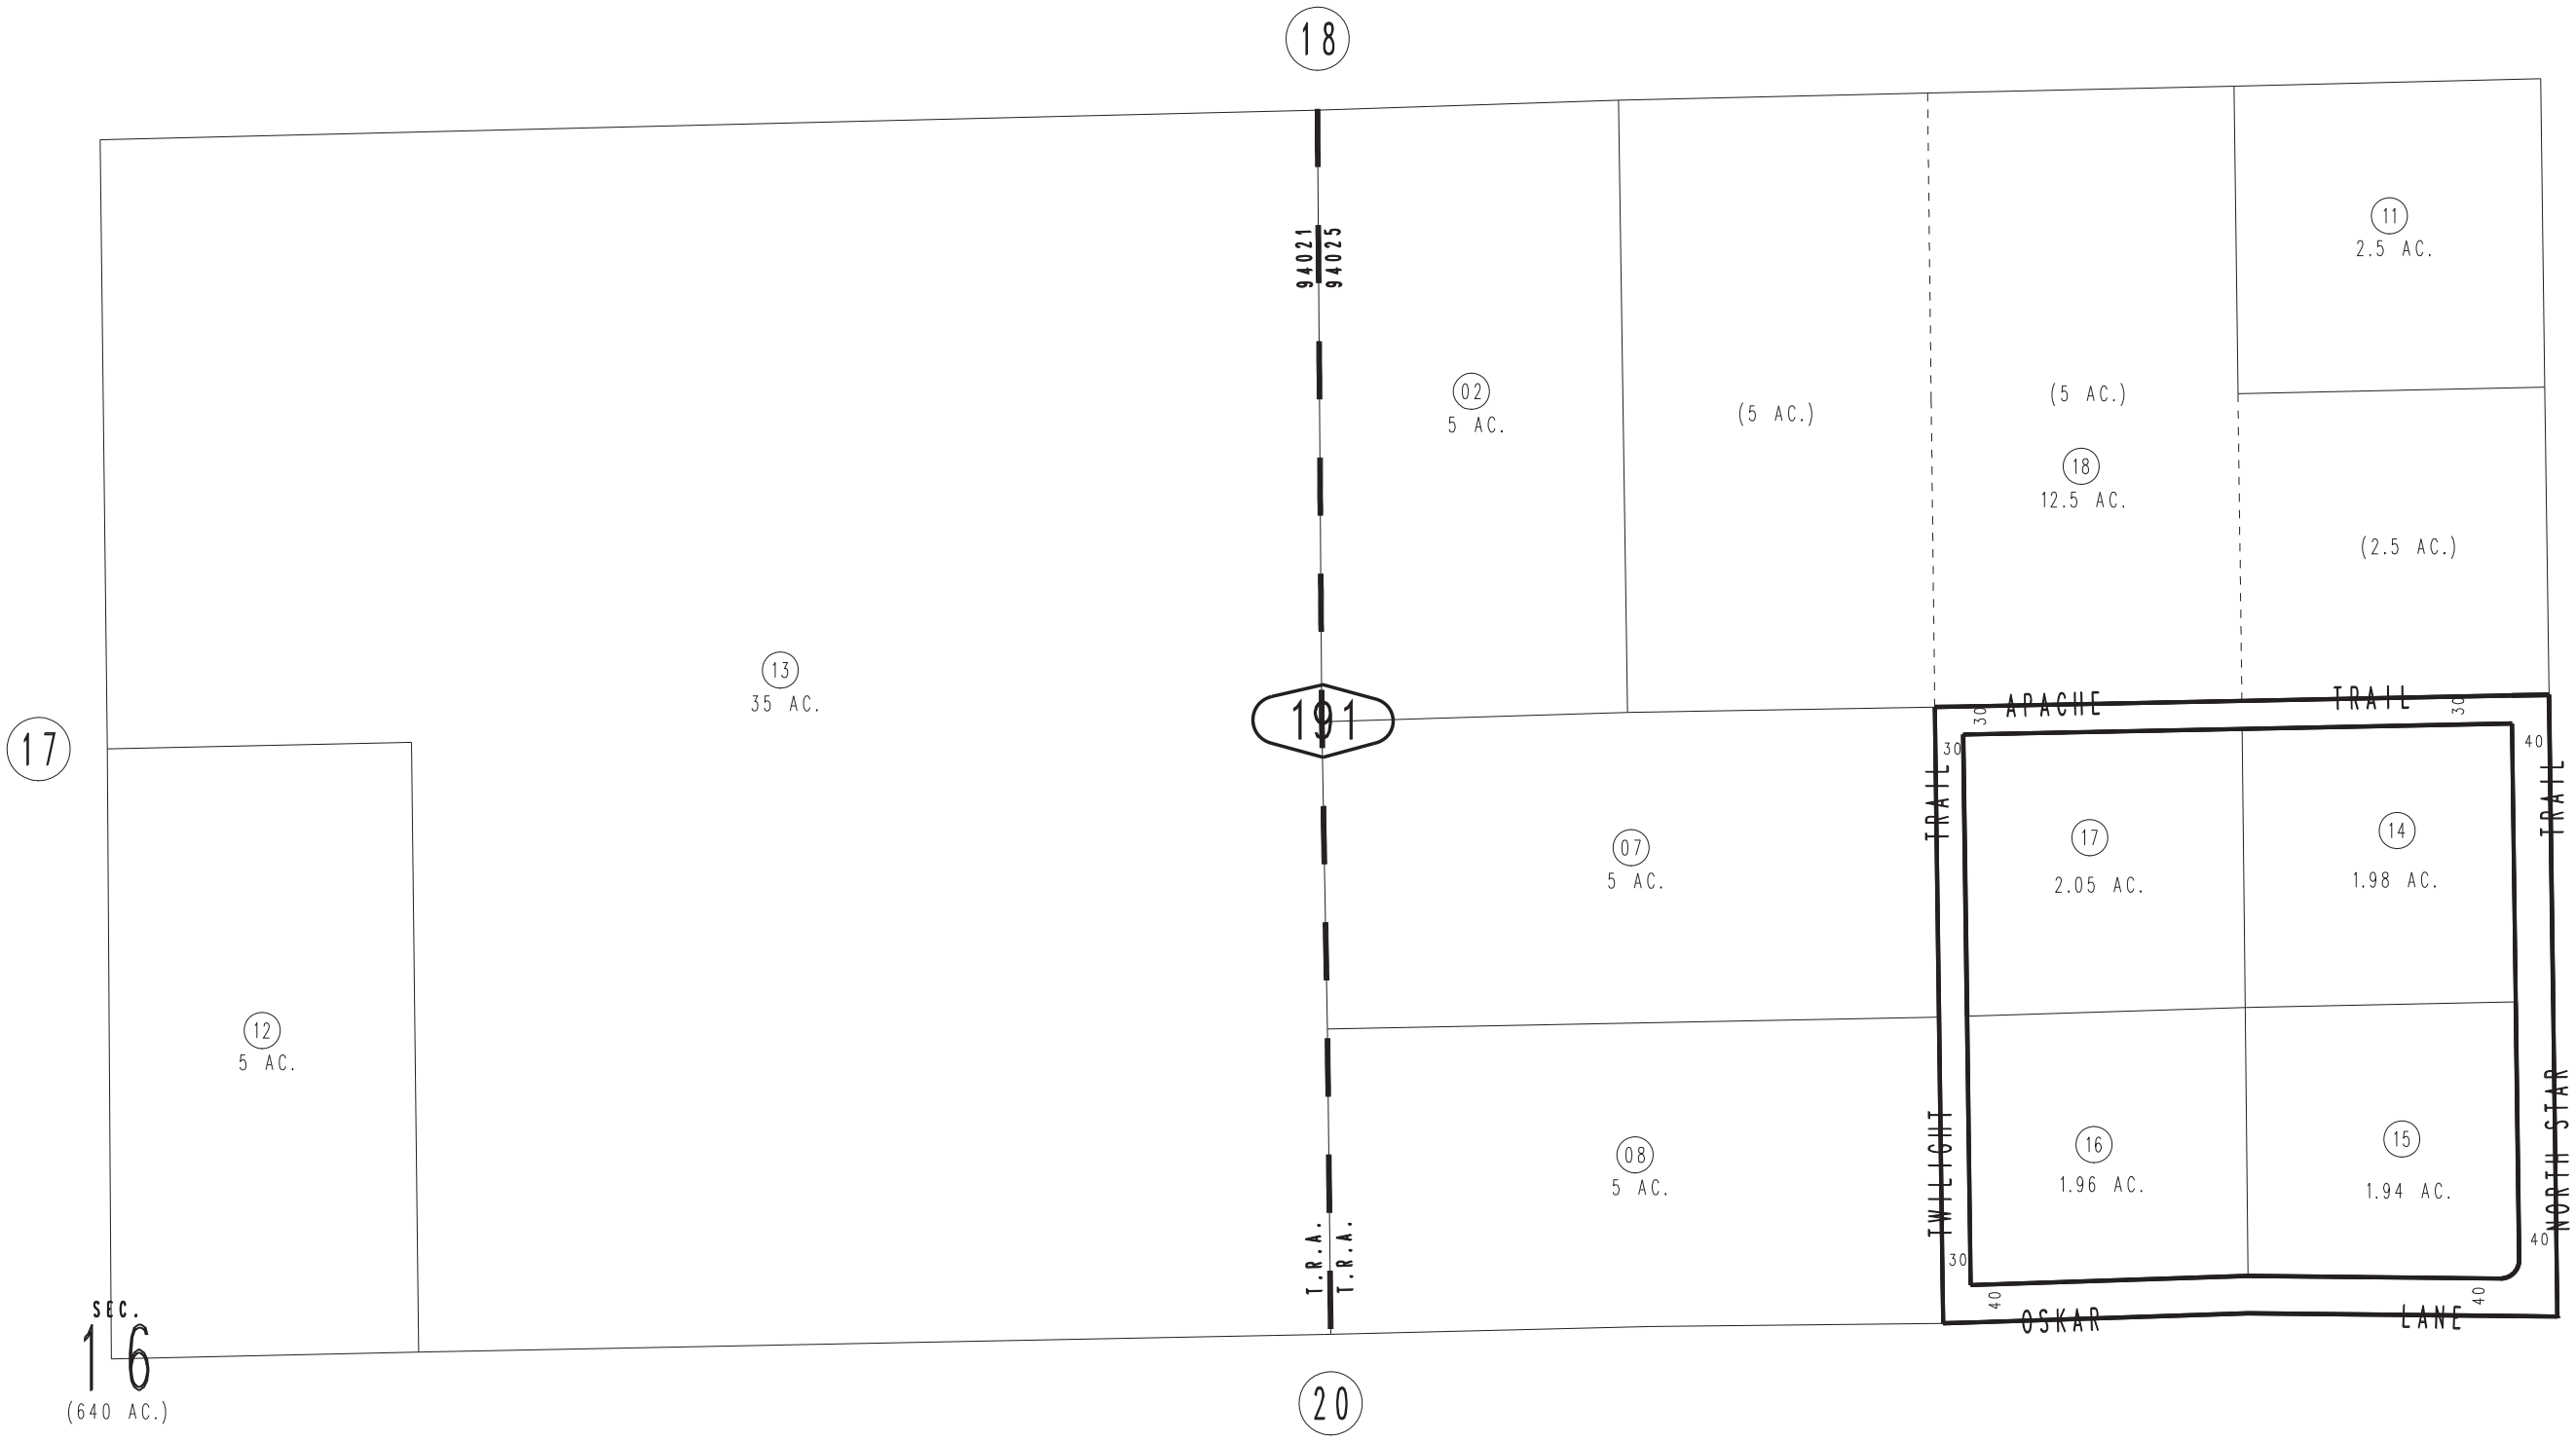 18
94021
94025
11
2.5 AC.
02
5 AC.
(5 AC.)
(5 AC.)
18
12.5 AC.
(2.5 AC.)
13
35 AC.
191
17
APACHE TRAIL
30
30
30
40
TRAIL
TRAIL
07
5 AC.
17
2.05 AC.
14
1.98 AC.
12
5 AC.
08
5 AC.
16
1.96 AC.
15
1.94 AC.
TWILIGHT
NORTH STAR
T.R.A.
T.R.A.
30
40
40
40
OSKAR LANE
SEC.
16
(640 AC.)
20